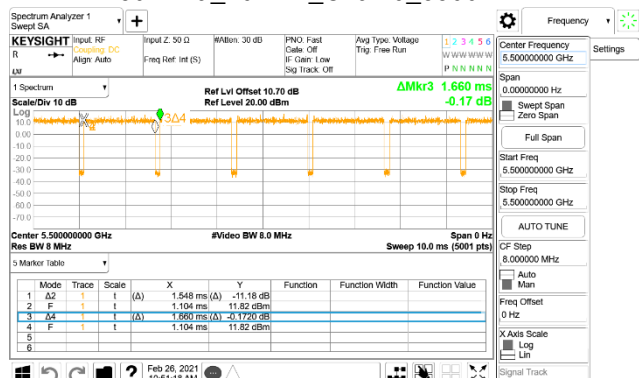 Spectrum Analyzer 1
Swept SA
Frequency
KEYSIGHT Input: RF Input Z: 50 Ω #Atten: 30 dB PNO: Fast Avg Type: Voltage 1 2 3 4 5 6
Coupling: DC Gate: Off Trig: Free Run W W W W W W
R Align: Auto Freq Ref: Int (S) IF Gain: Low
Sig Track: Off P N N N N N
LXI
1 Spectrum
Ref Lvl Offset 10.70 dB ΔMkr3 1.660 ms
Scale/Div 10 dB Ref Level 20.00 dBm -0.17 dB
Log
10.0
0.00
-10.0
-20.0
-30.0
-40.0
-50.0
-60.0
-70.0
3Δ4
Center 5.500000000 GHz #Video BW 8.0 MHz Span 0 Hz
Res BW 8 MHz Sweep 10.0 ms (5001 pts)
5 Marker Table
Mode Trace Scale X Y Function Function Width Function Value
1 Δ2 1 t (Δ) 1.548 ms (Δ) -11.18 dB
2 F 1 t 1.104 ms 11.82 dBm
3 Δ4 1 t (Δ) 1.660 ms (Δ) -0.1720 dB
4 F 1 t 1.104 ms 11.82 dBm
5
6
Feb 26, 2021
Settings
Center Frequency
5.500000000 GHz
Span
0.00000000 Hz
Swept Span
Zero Span
Full Span
Start Freq
5.500000000 GHz
Stop Freq
5.500000000 GHz
AUTO TUNE
CF Step
8.000000 MHz
Auto
Man
Freq Offset
0 Hz
X Axis Scale
Log
Lin
Signal Track